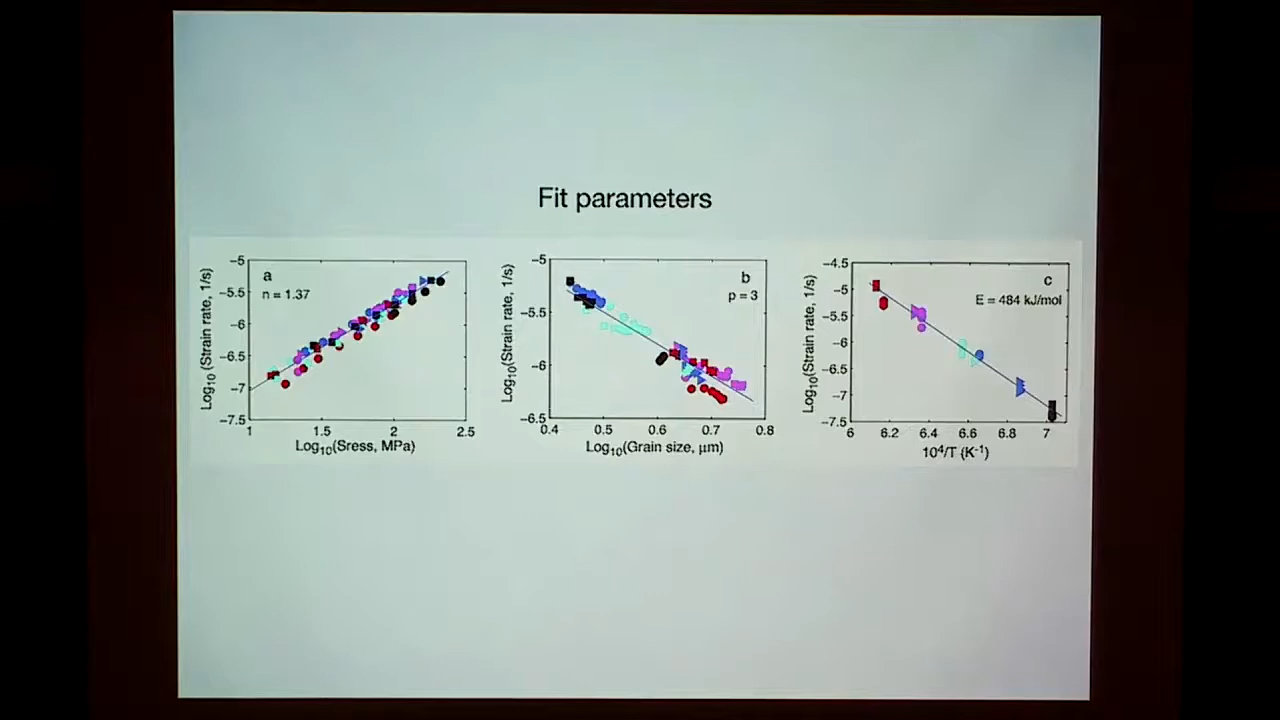 Fit parameters
a
n = 1.37
Log10(Strain rate, 1/s)
−5
−5.5
−6
−6.5
−7
−7.5
1
1.5
2
2.5
Log10(Sress, MPa)
b
p = 3
Log10(Strain rate, 1/s)
−5
−5.5
−6
−6.5
0.4
0.5
0.6
0.7
0.8
Log10(Grain size, μm)
c
E = 484 kJ/mol
Log10(Strain rate, 1/s)
−4.5
−5
−5.5
−6
−6.5
−7
−7.5
6
6.2
6.4
6.6
6.8
7
10^4/T (K^-1)